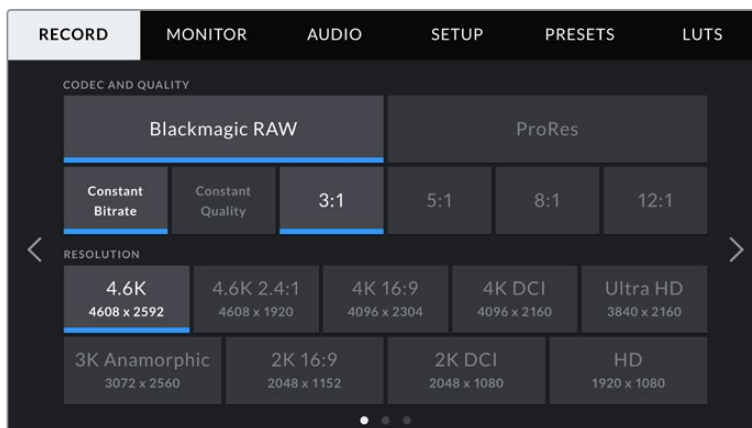 RECORD MONITOR AUDIO SETUP PRESETS LUTS
CODEC AND QUALITY
Blackmagic RAW ProRes
Constant Bitrate Constant Quality 3:1 5:1 8:1 12:1
RESOLUTION
4.6K 4.6K 2.4:1 4K 16:9 4K DCI Ultra HD
4608 x 2592 4608 x 1920 4096 x 2304 4096 x 2160 3840 x 2160
3K Anamorphic 2K 16:9 2K DCI HD
3072 x 2560 2048 x 1152 2048 x 1080 1920 x 1080